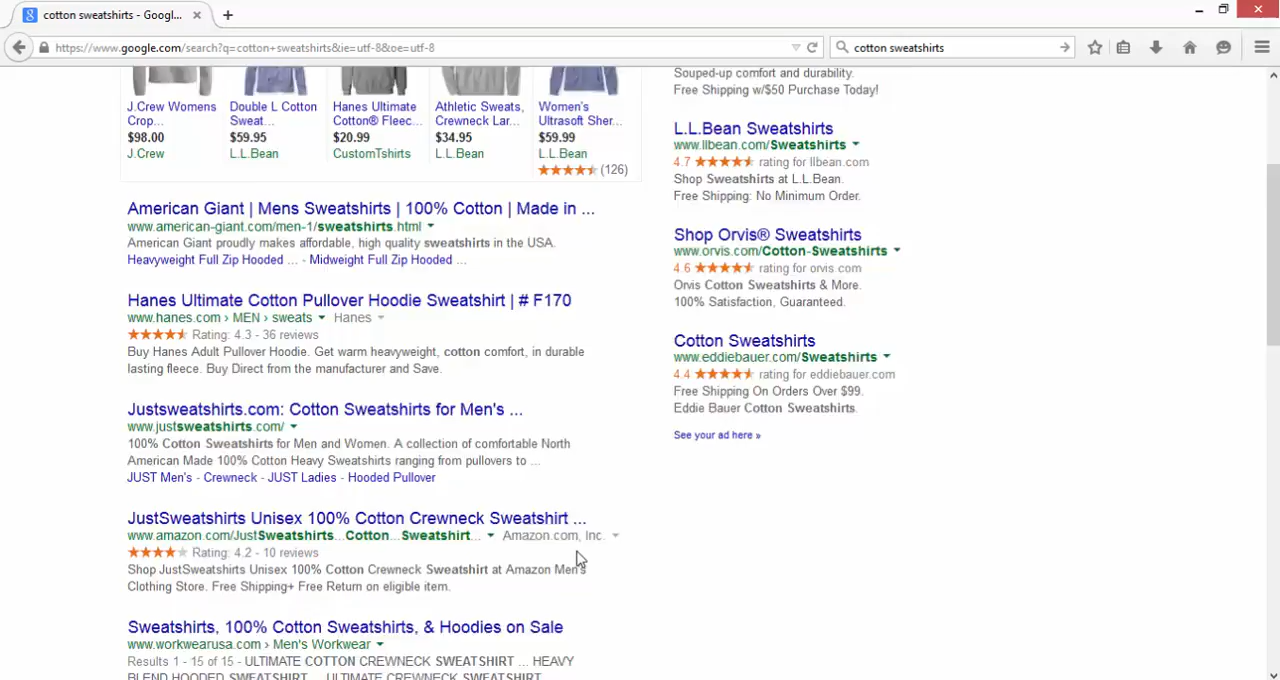 cotton sweatshirts - Googl...
https://www.google.com/search?q=cotton+sweatshirts&ie=utf-8&oe=utf-8
cotton sweatshirts
J.Crew Womens Crop...
$98.00
J.Crew
Double L Cotton Sweat...
$59.95
L.L.Bean
Hanes Ultimate Cotton® Fleec...
$20.99
CustomTshirts
Athletic Sweats, Crewneck Lar...
$34.95
L.L.Bean
Women's Ultrasoft Sher...
$59.99
L.L.Bean
(126)
American Giant | Mens Sweatshirts | 100% Cotton | Made in ...
www.american-giant.com/men-1/sweatshirts.html
American Giant proudly makes affordable, high quality sweatshirts in the USA.
Heavyweight Full Zip Hooded ... - Midweight Full Zip Hooded ...
Hanes Ultimate Cotton Pullover Hoodie Sweatshirt | # F170
www.hanes.com › MEN › sweats Hanes
Rating: 4.3 - 36 reviews
Buy Hanes Adult Pullover Hoodie. Get warm heavyweight, cotton comfort, in durable
lasting fleece. Buy Direct from the manufacturer and Save.
Justsweatshirts.com: Cotton Sweatshirts for Men's ...
www.justsweatshirts.com/
100% Cotton Sweatshirts for Men and Women. A collection of comfortable North
American Made 100% Cotton Heavy Sweatshirts ranging from pullovers to ...
JUST Men's - Crewneck - JUST Ladies - Hooded Pullover
JustSweatshirts Unisex 100% Cotton Crewneck Sweatshirt ...
www.amazon.com/JustSweatshirts...Cotton...Sweatshirt... Amazon.com, Inc.
Rating: 4.2 - 10 reviews
Shop JustSweatshirts Unisex 100% Cotton Crewneck Sweatshirt at Amazon Men's
Clothing Store. Free Shipping+ Free Return on eligible item.
Sweatshirts, 100% Cotton Sweatshirts, & Hoodies on Sale
www.workwearusa.com › Men's Workwear
Results 1 - 15 of 15 - ULTIMATE COTTON CREWNECK SWEATSHIRT ... HEAVY
BLEND HOODED SWEATSHIRT ... ULTIMATE COTTON SWEATSHIRT
Souped-up comfort and durability.
Free Shipping w/$50 Purchase Today!
L.L.Bean Sweatshirts
www.llbean.com/Sweatshirts
4.7 rating for llbean.com
Shop Sweatshirts at L.L.Bean.
Free Shipping: No Minimum Order.
Shop Orvis® Sweatshirts
www.orvis.com/Cotton-Sweatshirts
4.6 rating for orvis.com
Orvis Cotton Sweatshirts & More.
100% Satisfaction, Guaranteed.
Cotton Sweatshirts
www.eddiebauer.com/Sweatshirts
4.4 rating for eddiebauer.com
Free Shipping On Orders Over $99.
Eddie Bauer Cotton Sweatshirts.
See your ad here »